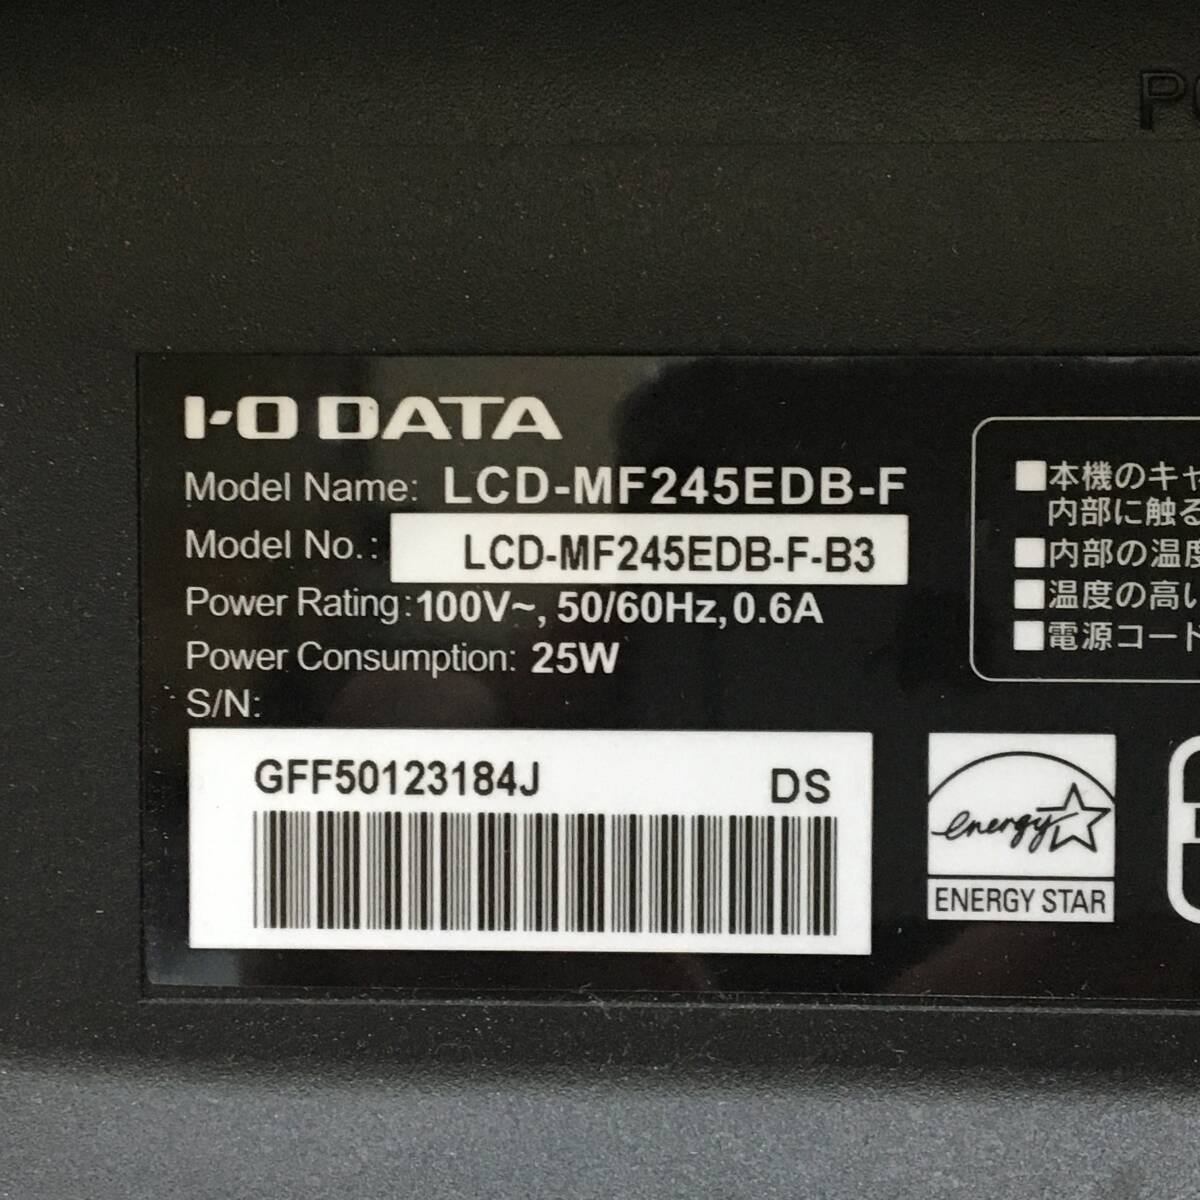 I-O DATA
Model Name: LCD-MF245EDB-F
Model No.: LCD-MF245EDB-F-B3
Power Rating: 100V~, 50/60Hz, 0.6A
Power Consumption: 25W
S/N:
GFF50123184J DS
■本機のキャ
内部に触る
■内部の温度
■温度の高い
■電源コード
energy
ENERGY STAR